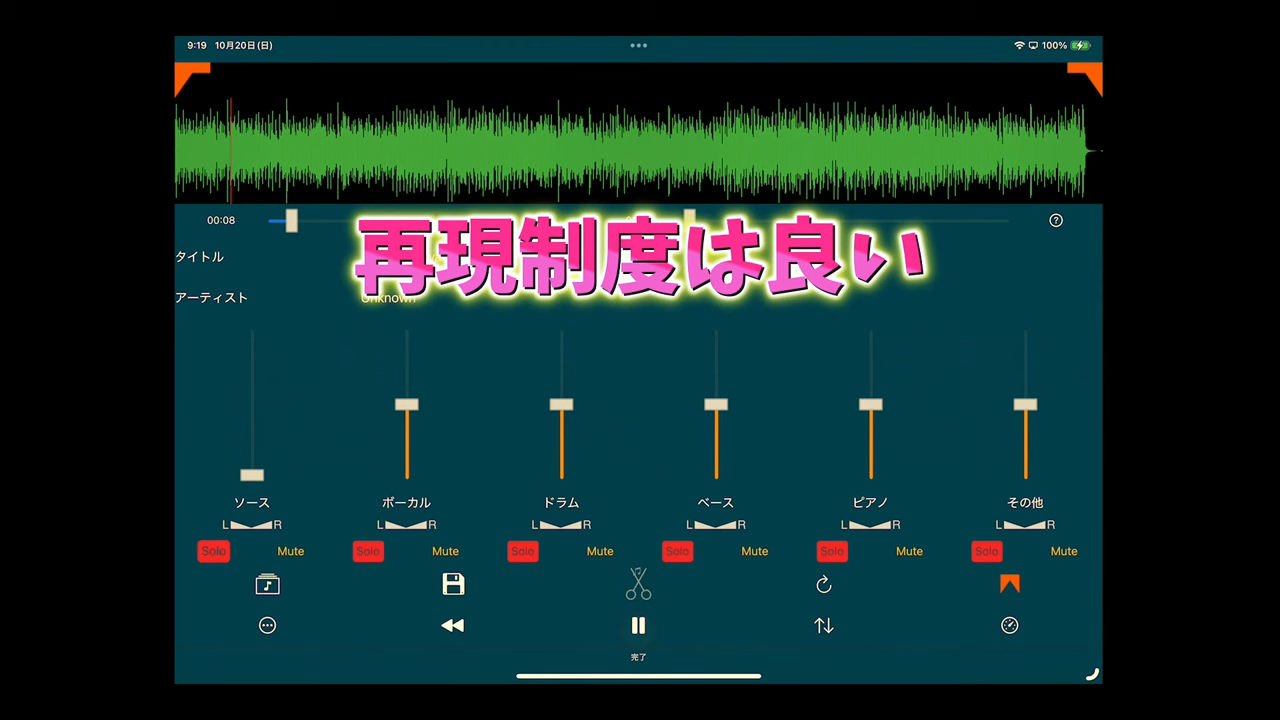 9:19 10月20日(日)
100%
00:08
再現制度は良い
タイトル
アーティスト
Unknown
ソース ボーカル ドラム ベース ピアノ その他
L R L R L R L R L R L R
Solo Mute Solo Mute Solo Mute Solo Mute Solo Mute Solo Mute
完了